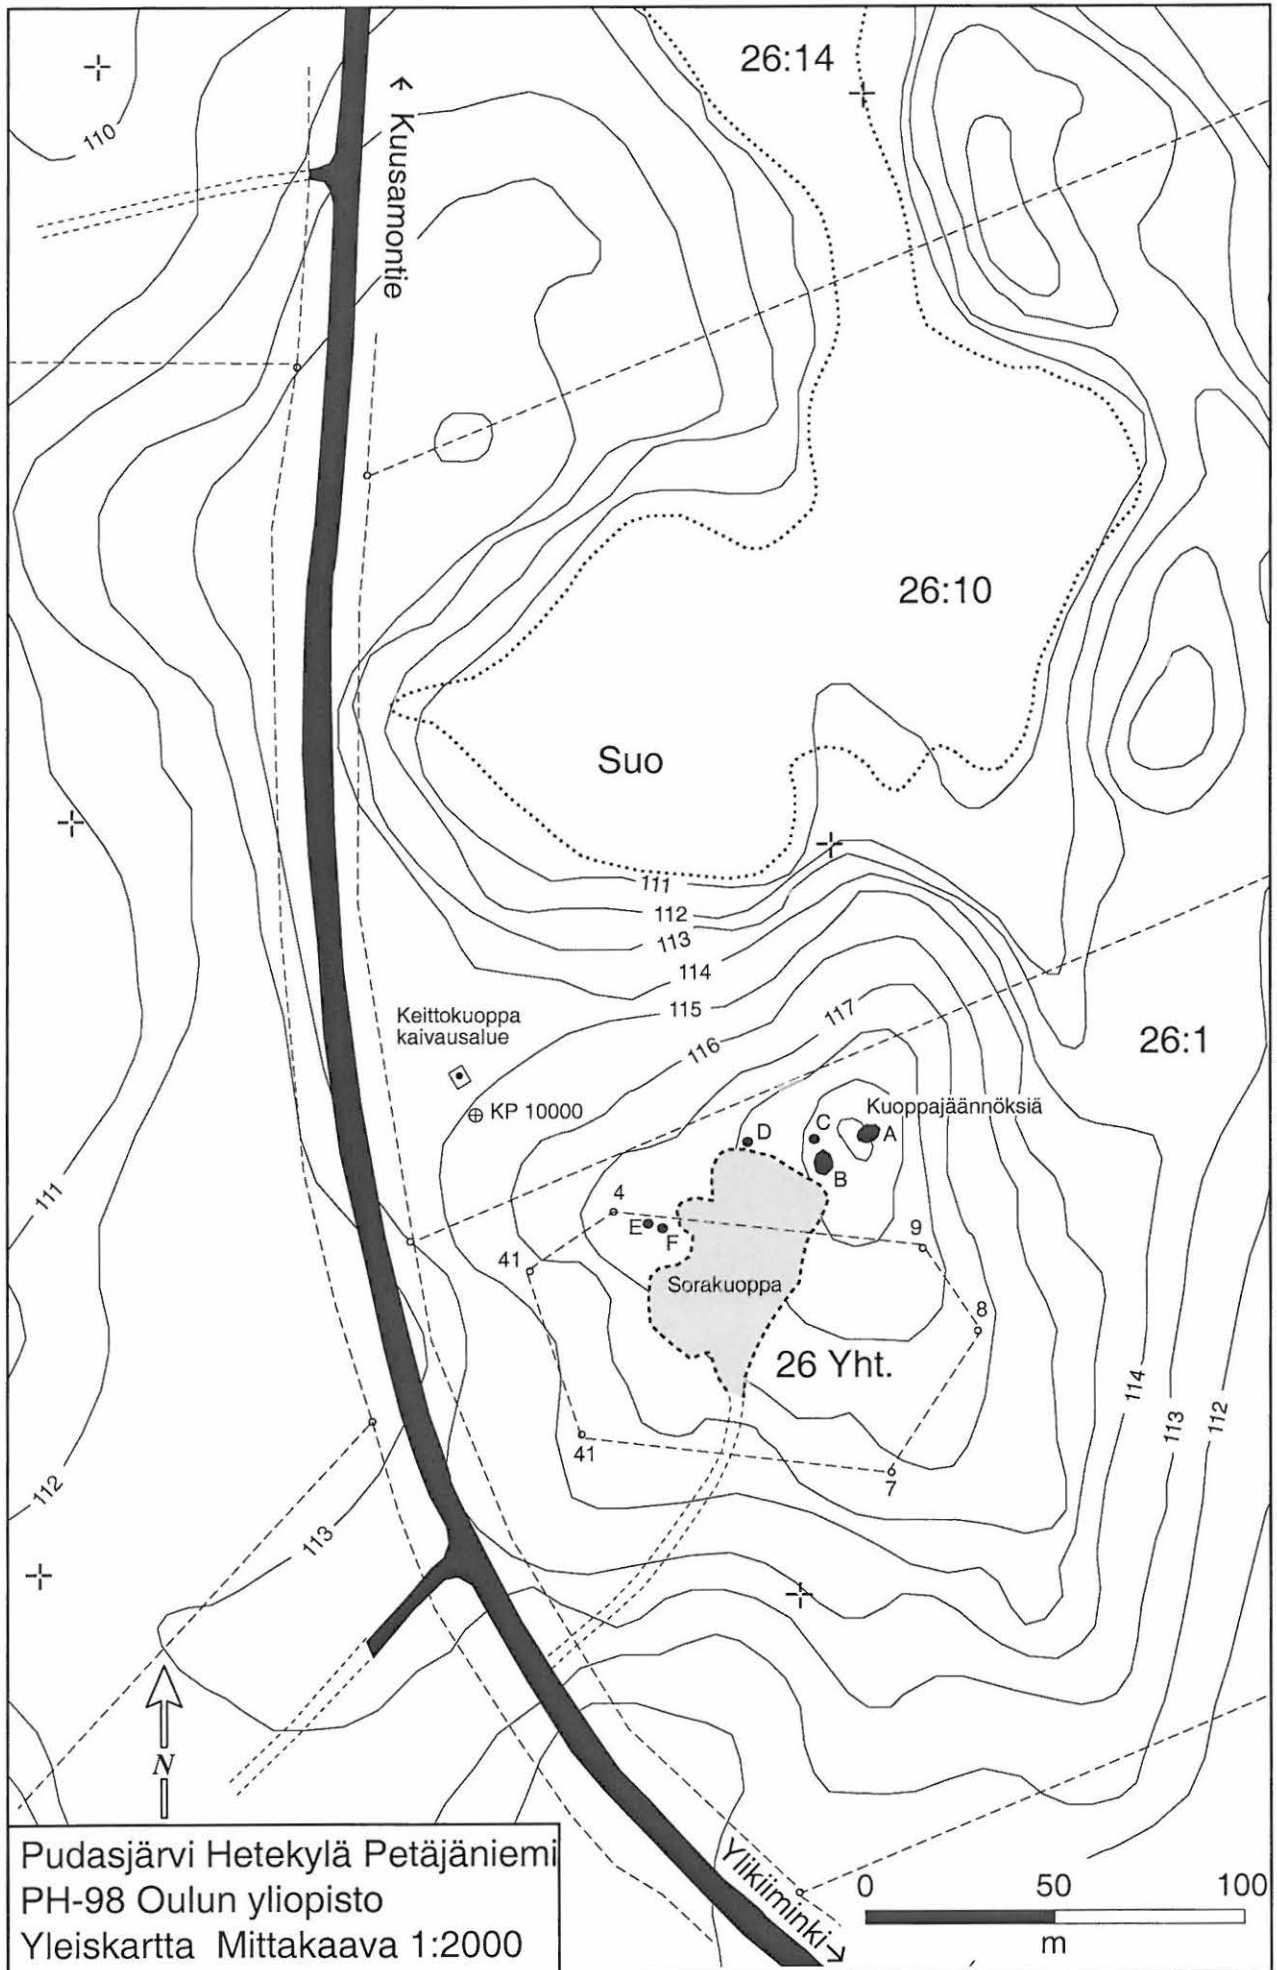 26:14
110
← Kuusamontie
26:10
Suo
111
112
113
114
115
116
117
Keittokuoppa
kaivausalue
KP 10000
26:1
Kuoppajäännöksiä
A
B
C
D
E
F
4
9
41
8
Sorakuoppa
26 Yht.
111
114
113
112
41
7
112
113
N
Ylikiiminki →
Pudasjärvi Hetekylä Petäjäniemi
PH-98 Oulun yliopisto
Yleiskartta Mittakaava 1:2000
0 50 100
m